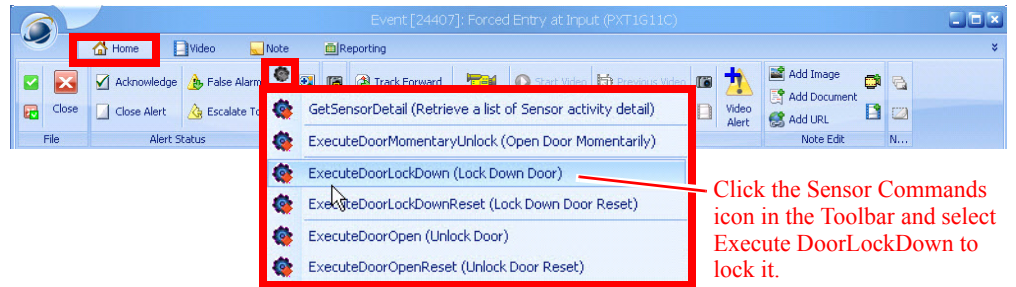 Event [24407]: Forced Entry at Input (PXT1G11C)
Home Video Note Reporting
Acknowledge False Alarm Track Forward Start Video Previous Video Add Image
Close Close Alert Escalate To Video Alert Add Document
Add URL
File Alert Status Note Edit N...
GetSensorDetail (Retrieve a list of Sensor activity detail)
ExecuteDoorMomentaryUnlock (Open Door Momentarily)
ExecuteDoorLockDown (Lock Down Door)
ExecuteDoorLockDownReset (Lock Down Door Reset)
ExecuteDoorOpen (Unlock Door)
ExecuteDoorOpenReset (Unlock Door Reset)
Click the Sensor Commands
icon in the Toolbar and select
Execute DoorLockDown to
lock it.